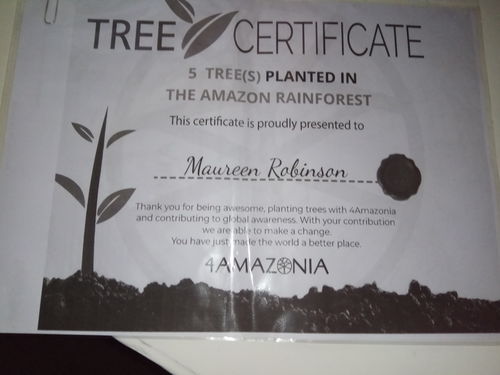 TREE CERTIFICATE
5 TREE(S) PLANTED IN
THE AMAZON RAINFOREST
This certificate is proudly presented to
Maureen Robinson
Thank you for being awesome, planting trees with 4Amazonia
and contributing to global awareness. With your contribution
we are able to make a change.
You have just made the world a better place.
4AMAZONIA